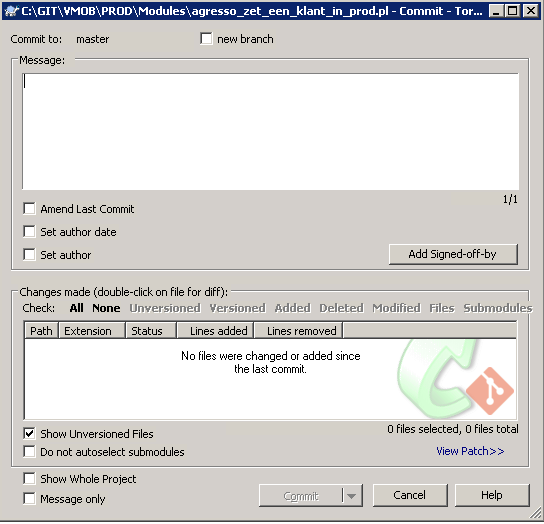 C:\GIT\VMOB\PROD\Modules\agresso_zet_een_klant_in_prod.pl - Commit - Tor...
Commit to: master new branch
Message:
1/1
Amend Last Commit
Set author date
Set author
Add Signed-off-by
Changes made (double-click on file for diff):
Check: All None Unversioned Versioned Added Deleted Modified Files Submodules
Path Extension Status Lines added Lines removed
No files were changed or added since
the last commit.
Show Unversioned Files
0 files selected, 0 files total
Do not autoselect submodules
View Patch>>
Show Whole Project
Message only
Commit Cancel Help